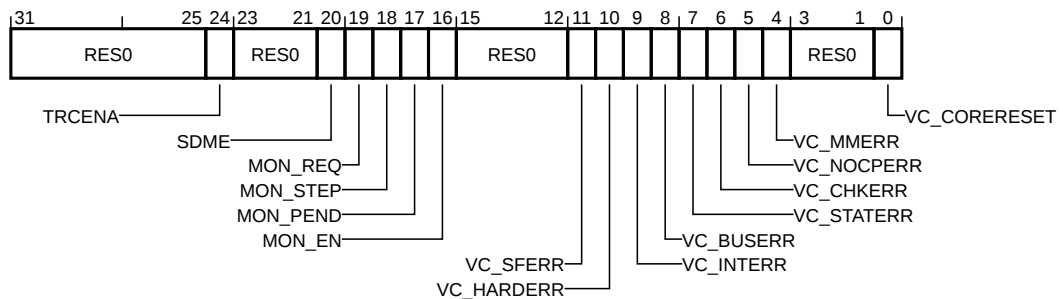 31 25 24 23 21 20 19 18 17 16 15 12 11 10 9 8 7 6 5 4 3 1 0
RES0 RES0 RES0 RES0
TRCENA VC_CORERESET
SDME VC_MMERR
MON_REQ VC_NOCPERR
MON_STEP VC_CHKERR
MON_PEND VC_STATERR
MON_EN VC_BUSERR
VC_SFERR VC_INTERR
VC_HARDERR